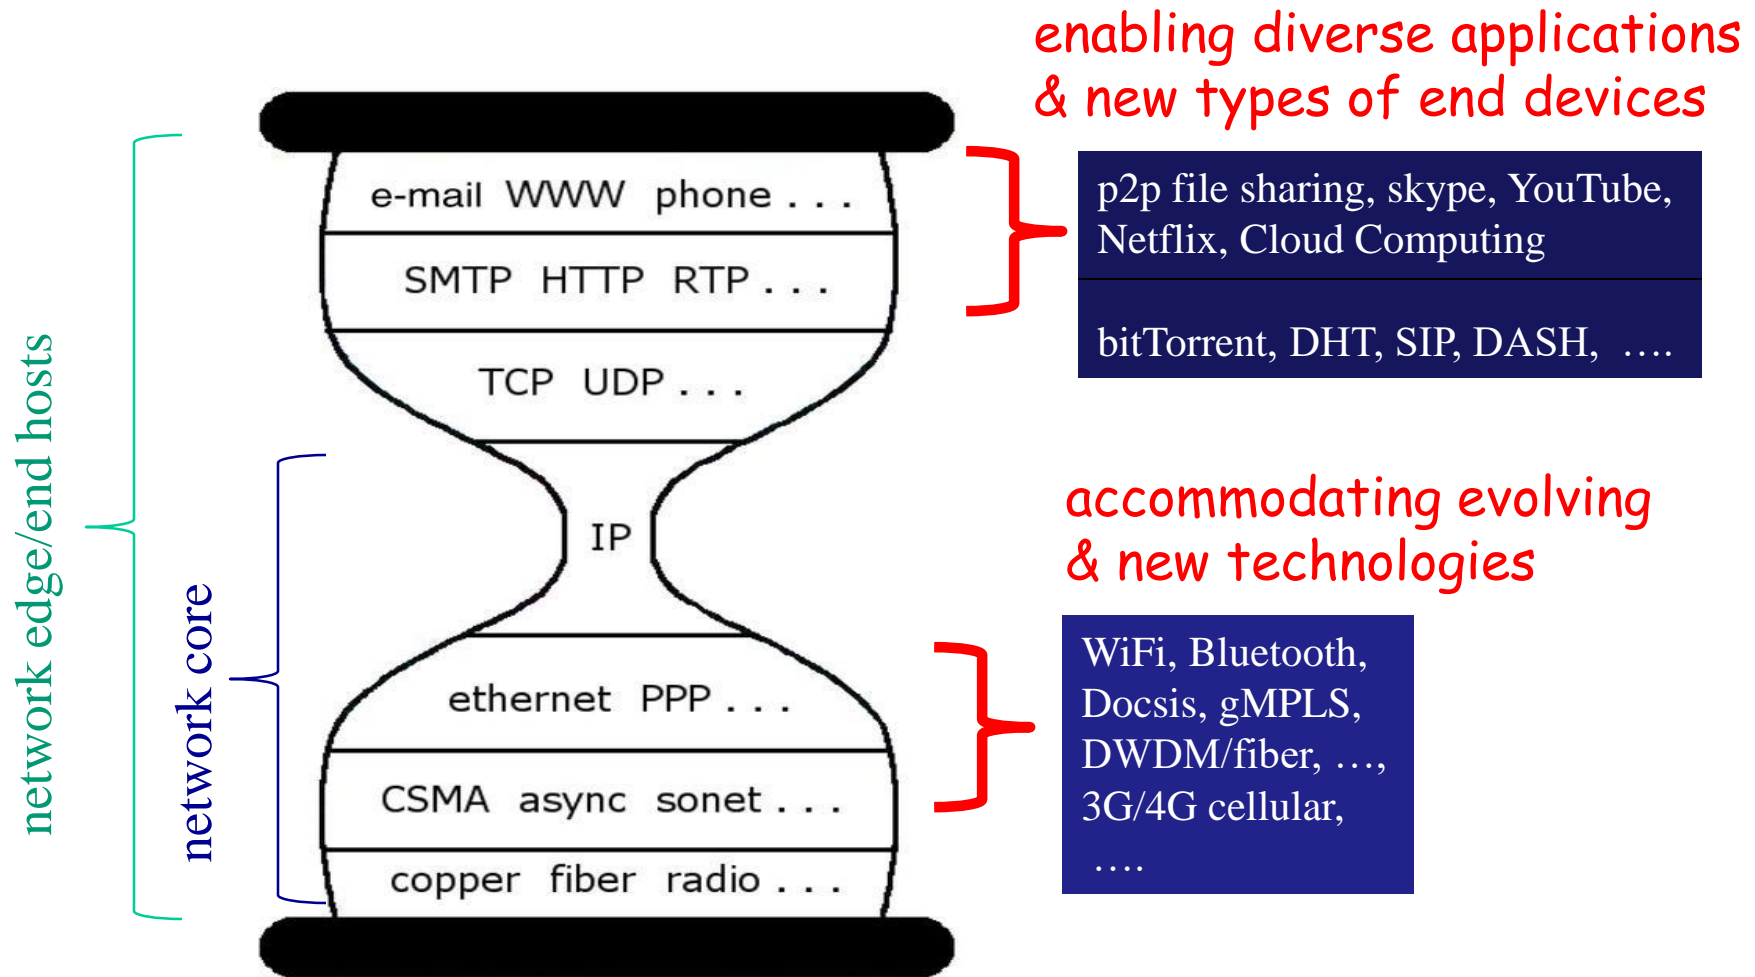 enabling diverse applications
& new types of end devices
e-mail WWW phone . . .
SMTP HTTP RTP . . .
TCP UDP . . .
IP
ethernet PPP . . .
CSMA async sonet . . .
copper fiber radio . . .
network edge/end hosts
network core
p2p file sharing, skype, YouTube,
Netflix, Cloud Computing
bitTorrent, DHT, SIP, DASH, ….
accommodating evolving
& new technologies
WiFi, Bluetooth,
Docsis, gMPLS,
DWDM/fiber, …,
3G/4G cellular,
….